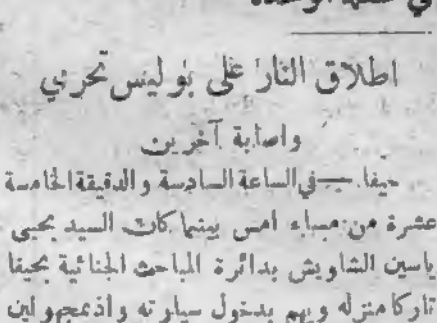 اطلاق النار على بوليس تحري
واصابة آخرين
حيفا — في الساعة السادسة و الدقيقة الخامسة
عشرة من مساء امس بينما كان السيد يحيى
ياسين الشاويش بدائرة المباحث الجنائية بحيفا
تاركا منزله ويهم بدخول سيارته واذ بمجهولين